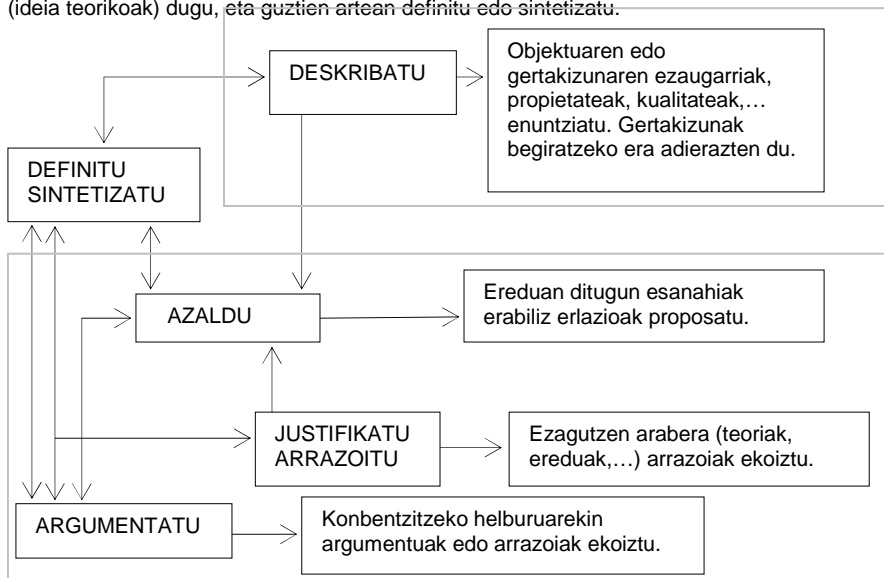 (ideia teorikoak) dugu, eta guztien artean definitu edo sintetizatu.
DESKRIBATU
Objektuaren edo
gertakizunaren ezaugarriak,
propietateak, kualitateak,…
enuntziatu. Gertakizunak
begiratzeko era adierazten du.
DEFINITU
SINTETIZATU
AZALDU
Ereduan ditugun esanahiak
erabiliz erlazioak proposatu.
JUSTIFIKATU
ARRAZOITU
Ezagutzen arabera (teoriak,
ereduak,…) arrazoiak ekoiztu.
ARGUMENTATU
Konbentzitzeko helburuarekin
argumentuak edo arrazoiak ekoiztu.